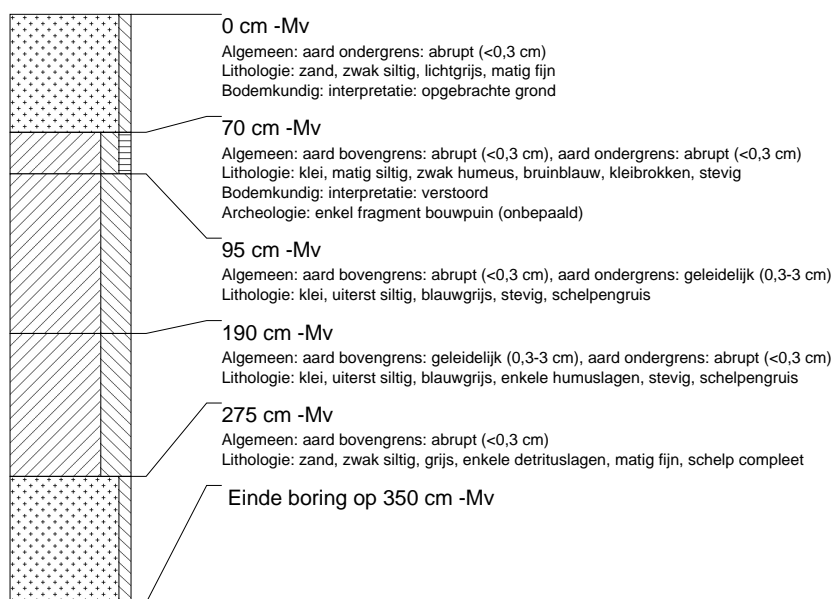 0 cm -Mv
Algemeen: aard ondergrens: abrupt (<0,3 cm)
Lithologie: zand, zwak siltig, lichtgrijs, matig fijn
Bodemkundig: interpretatie: opgebrachte grond
70 cm -Mv
Algemeen: aard bovengrens: abrupt (<0,3 cm), aard ondergrens: abrupt (<0,3 cm)
Lithologie: klei, matig siltig, zwak humeus, bruinblauw, kleibrokken, stevig
Bodemkundig: interpretatie: verstoord
Archeologie: enkel fragment bouwpuin (onbepaald)
95 cm -Mv
Algemeen: aard bovengrens: abrupt (<0,3 cm), aard ondergrens: geleidelijk (0,3-3 cm)
Lithologie: klei, uiterst siltig, blauwgrijs, stevig, schelpengruis
190 cm -Mv
Algemeen: aard bovengrens: geleidelijk (0,3-3 cm), aard ondergrens: abrupt (<0,3 cm)
Lithologie: klei, uiterst siltig, blauwgrijs, enkele humuslagen, stevig, schelpengruis
275 cm -Mv
Algemeen: aard bovengrens: abrupt (<0,3 cm)
Lithologie: zand, zwak siltig, grijs, enkele detrituslagen, matig fijn, schelp compleet
Einde boring op 350 cm -Mv